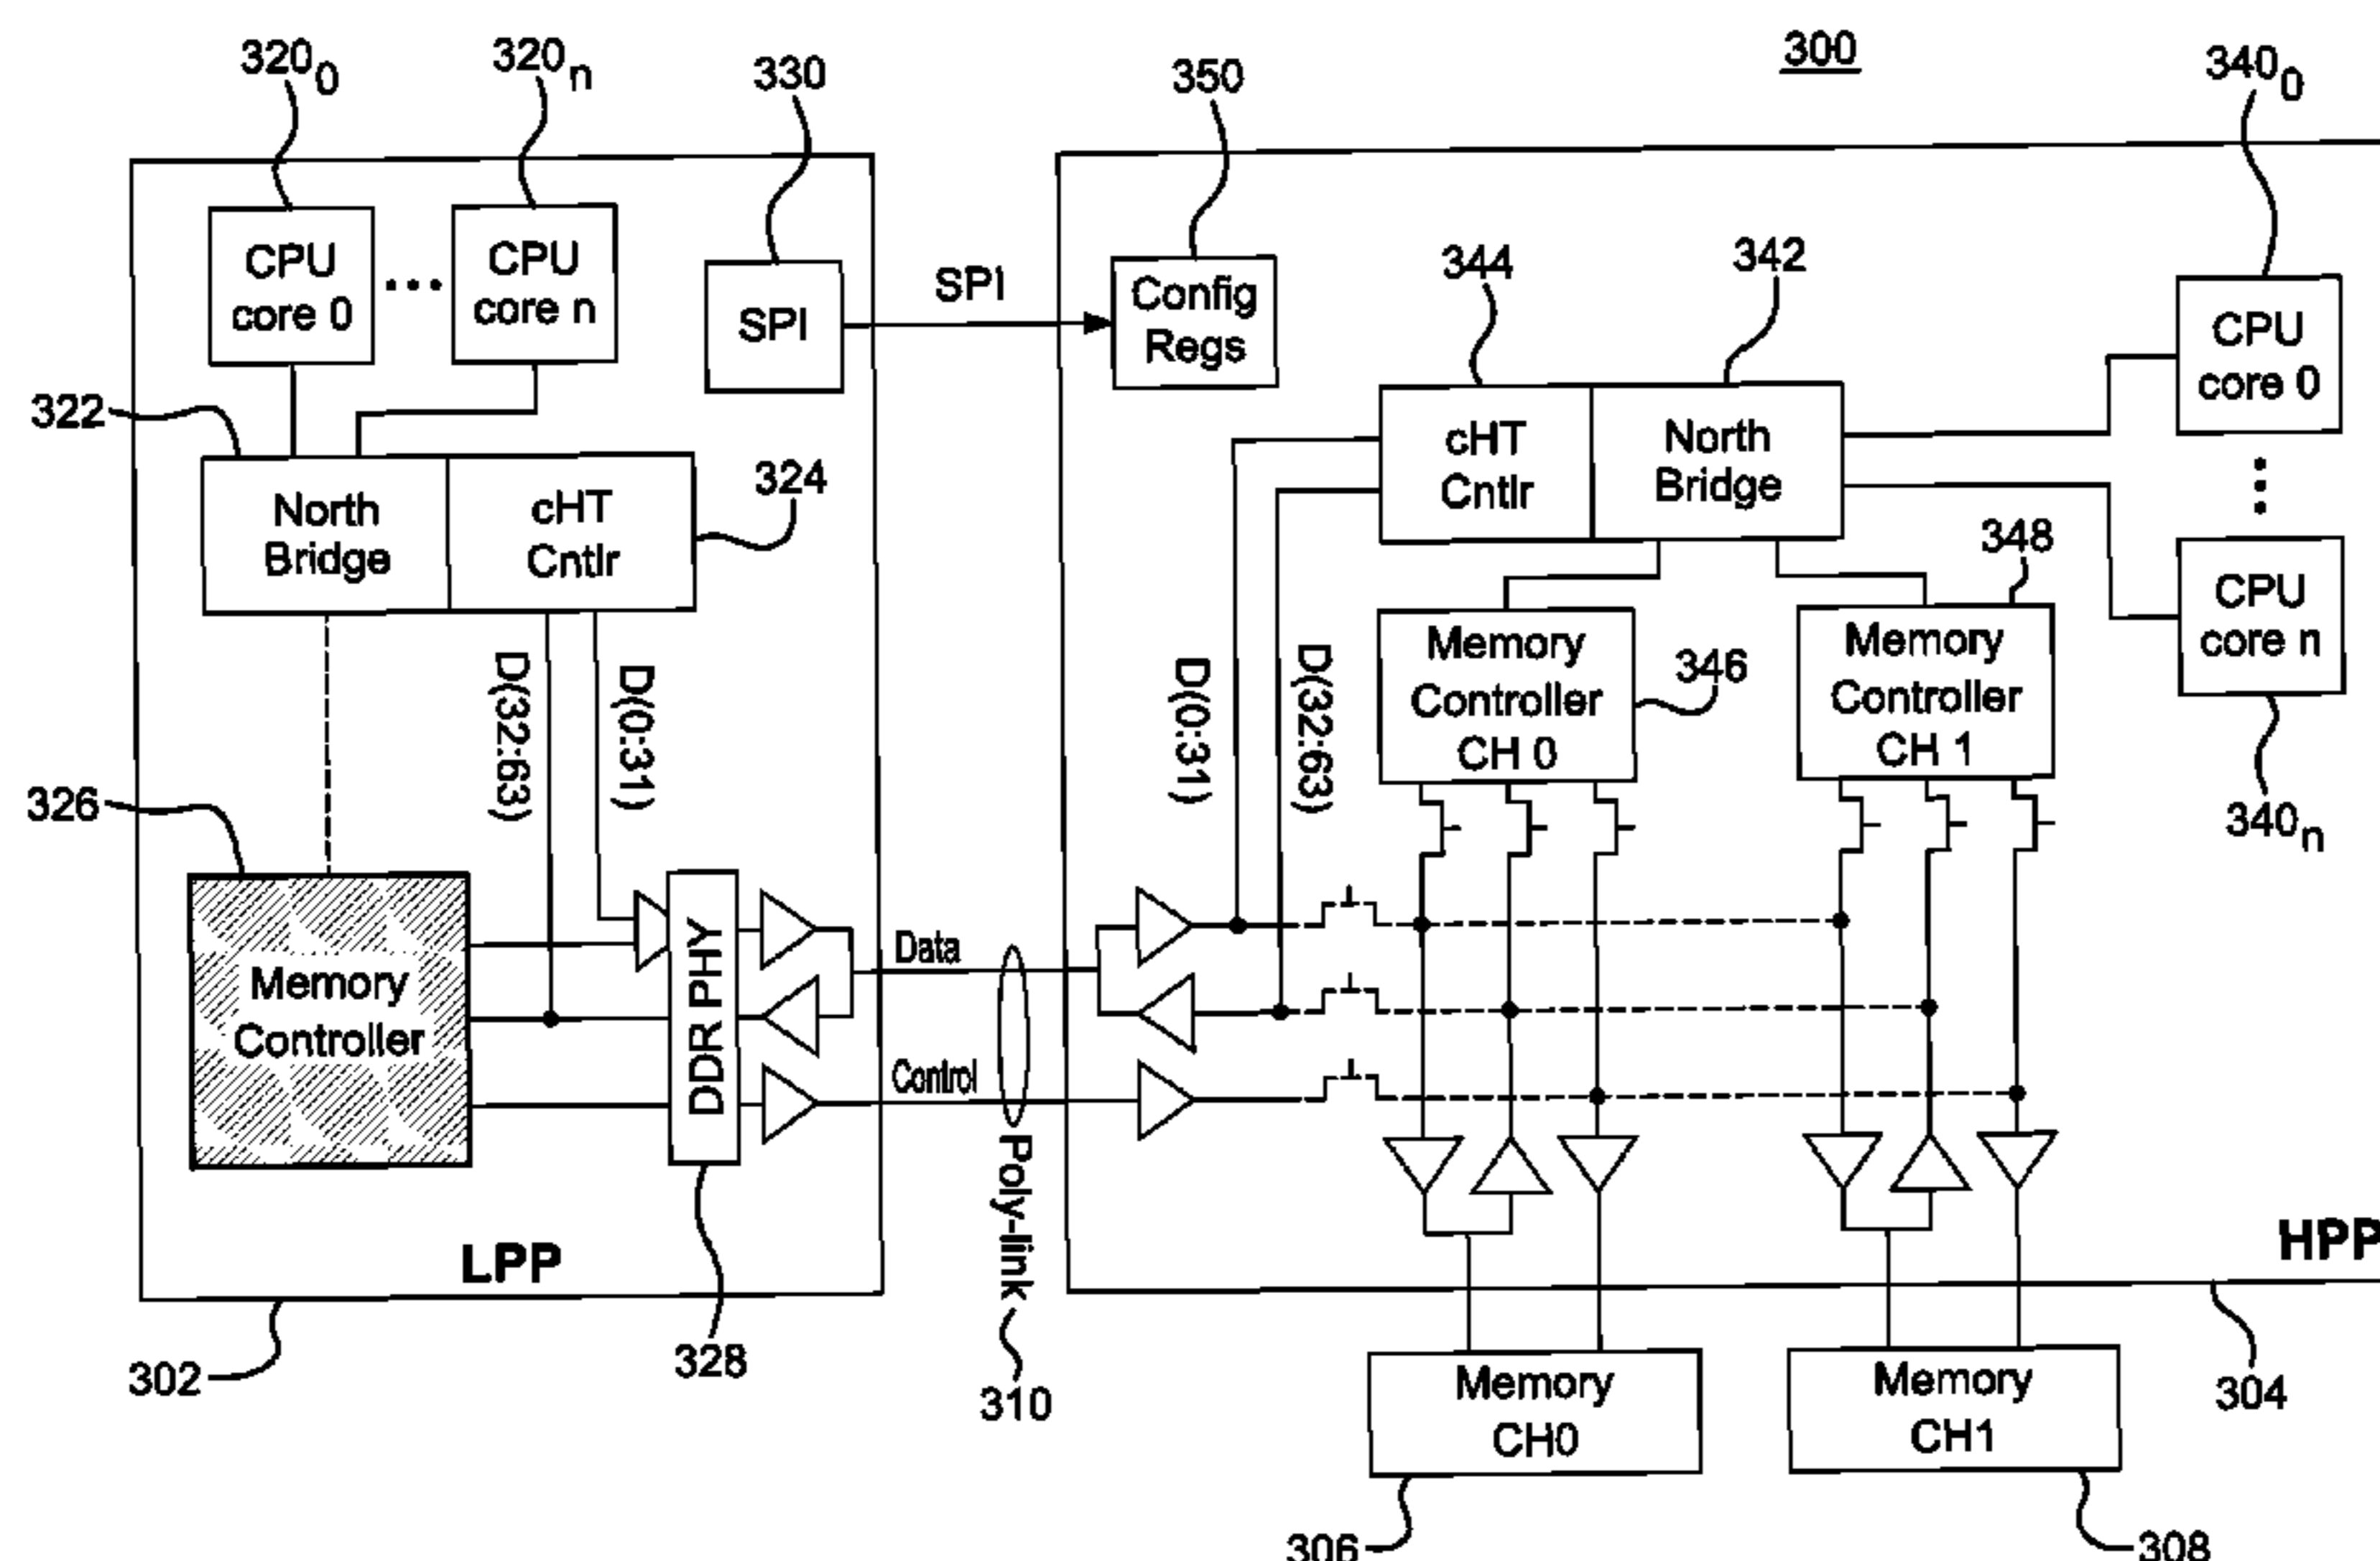 300
320₀
320ₙ
330
350
340₀
CPU
core 0
...
CPU
core n
SPI
SPI
Config
Regs
344
342
CPU
core 0
322
North
Bridge
cHT
Cntlr
324
cHT
Cntlr
North
Bridge
348
CPU
core n
340ₙ
D(32:63)
D(0:31)
D(0:31)
D(32:63)
Memory
Controller
CH 0
346
Memory
Controller
CH 1
326
Memory
Controller
DDR PHY
Data
Control
Poly-link
LPP
HPP
302
328
310
304
Memory
CH0
Memory
CH1
306
308